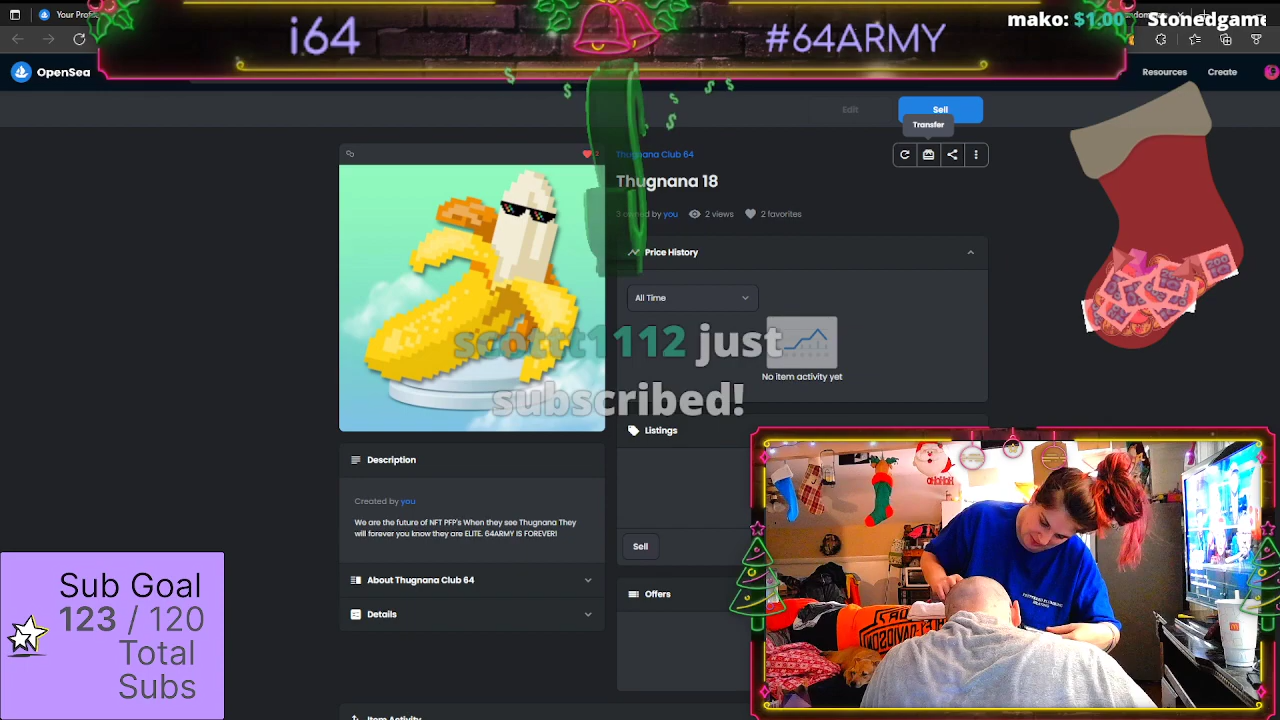 Your Profi
i64
#64ARMY
mako: $1.00
Stonedgame
OpenSea
Resources
Create
Edit
Sell
Transfer
Thugnana Club 64
Thugnana 18
3 owned by you
2 views
2 favorites
Price History
All Time
No item activity yet
scottt1112 just
subscribed!
Listings
Description
Created by you
We are the future of NFT PFP's When they see Thugnana They
will forever you know they are ELITE. 64ARMY IS FOREVER!
Sell
About Thugnana Club 64
Offers
Details
Item Activity
Sub Goal
123 / 120
Total
Subs